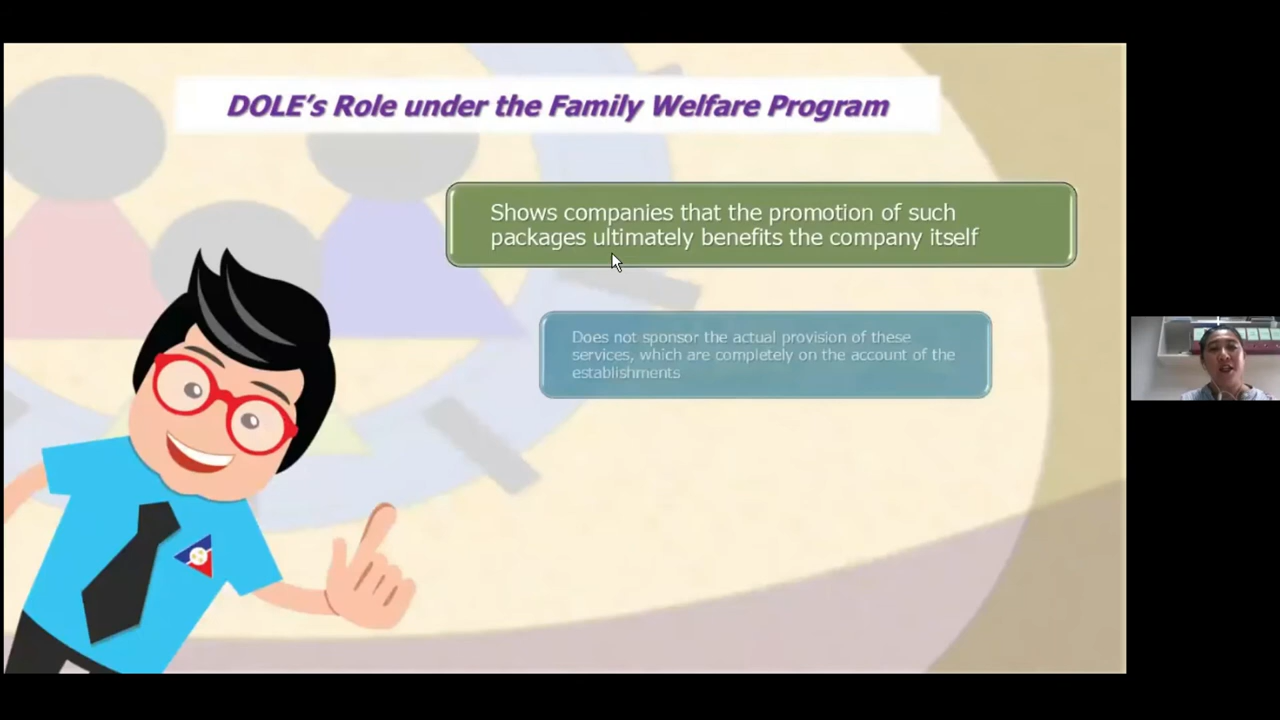 DOLE's Role under the Family Welfare Program
Shows companies that the promotion of such
packages ultimately benefits the company itself
Does not sponsor the actual provision of these
services, which are completely on the account of the
establishments